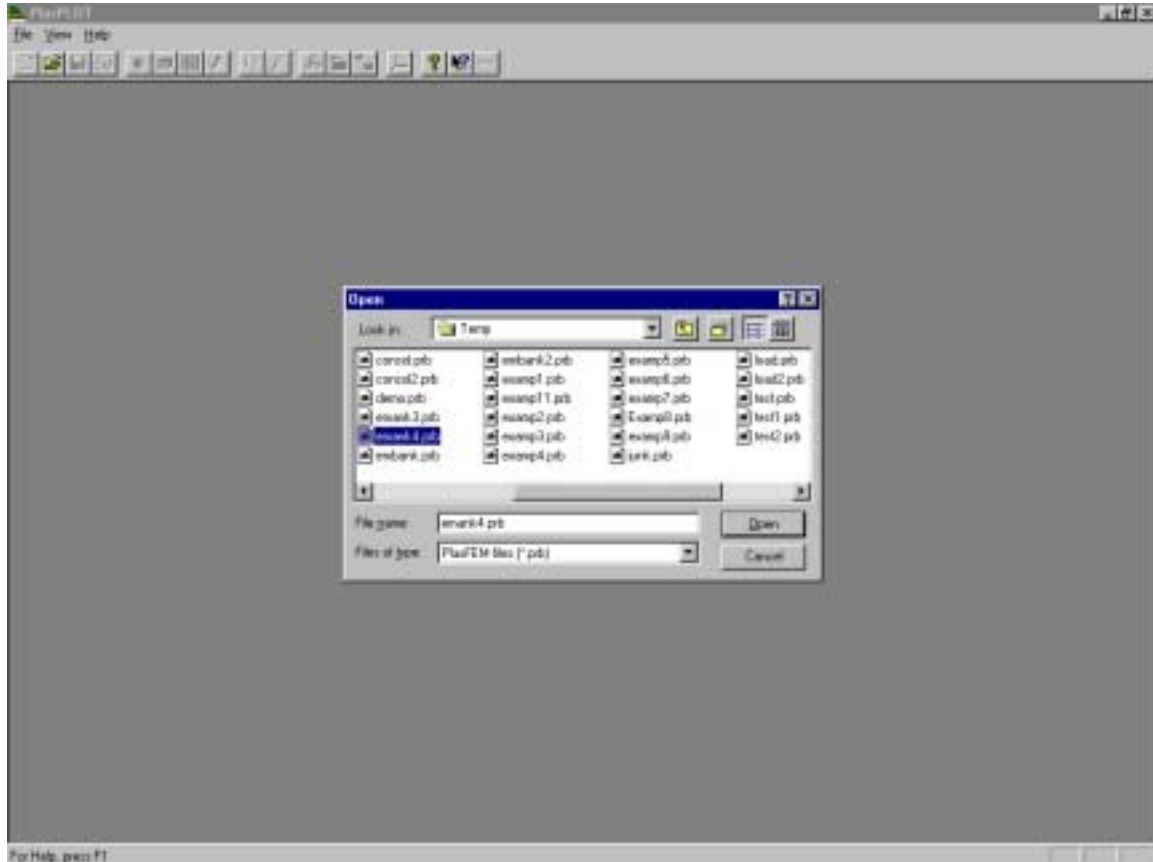 PlasPLOT
File View Help
Open
Look in: Temp
consol.prb embank2.prb examp5.prb load.prb
consol2.prb examp1.prb examp6.prb load2.prb
demo.prb examp11.prb examp7.prb test.prb
emank3.prb examp2.prb Examp8.prb test1.prb
emank4.prb examp3.prb examp9.prb test2.prb
embank.prb examp4.prb junk.prb
File name: emank4.prb Open
Files of type: PlasFEM files (*.prb) Cancel
For Help, press F1